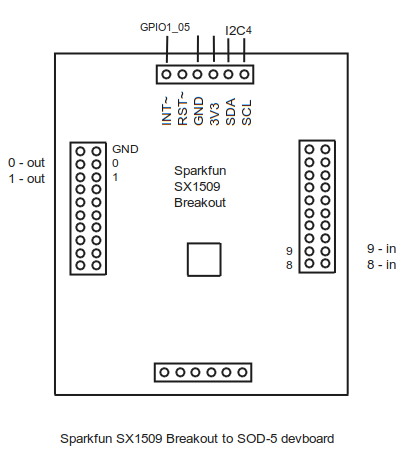 GPIO1_05
I2C4
INT~
RST~
GND
3V3
SDA
SCL
GND
0 - out
0
1 - out
1
Sparkfun
SX1509
Breakout
9
9 - in
8
8 - in
Sparkfun SX1509 Breakout to SOD-5 devboard